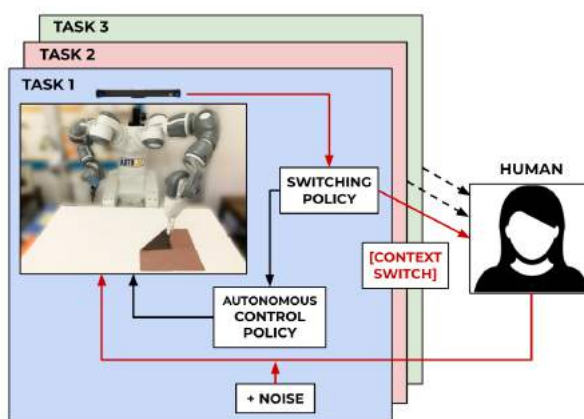 TASK 3
TASK 2
TASK 1
HUMAN
SWITCHING
POLICY
[CONTEXT
SWITCH]
AUTONOMOUS
CONTROL
POLICY
+ NOISE